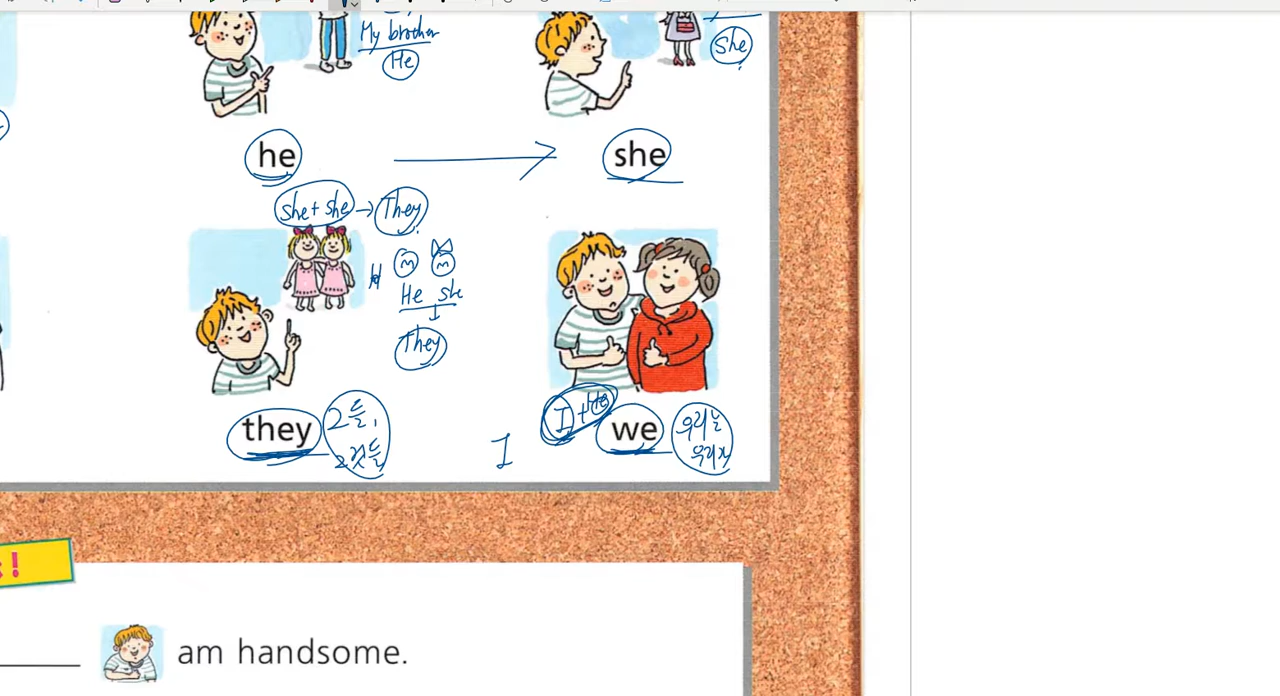 My brother
He
She
he
she
she + she → They
He she
↓
They
they
그들,
그것들
I
I + He
we
우리는
우리가
!
am handsome.